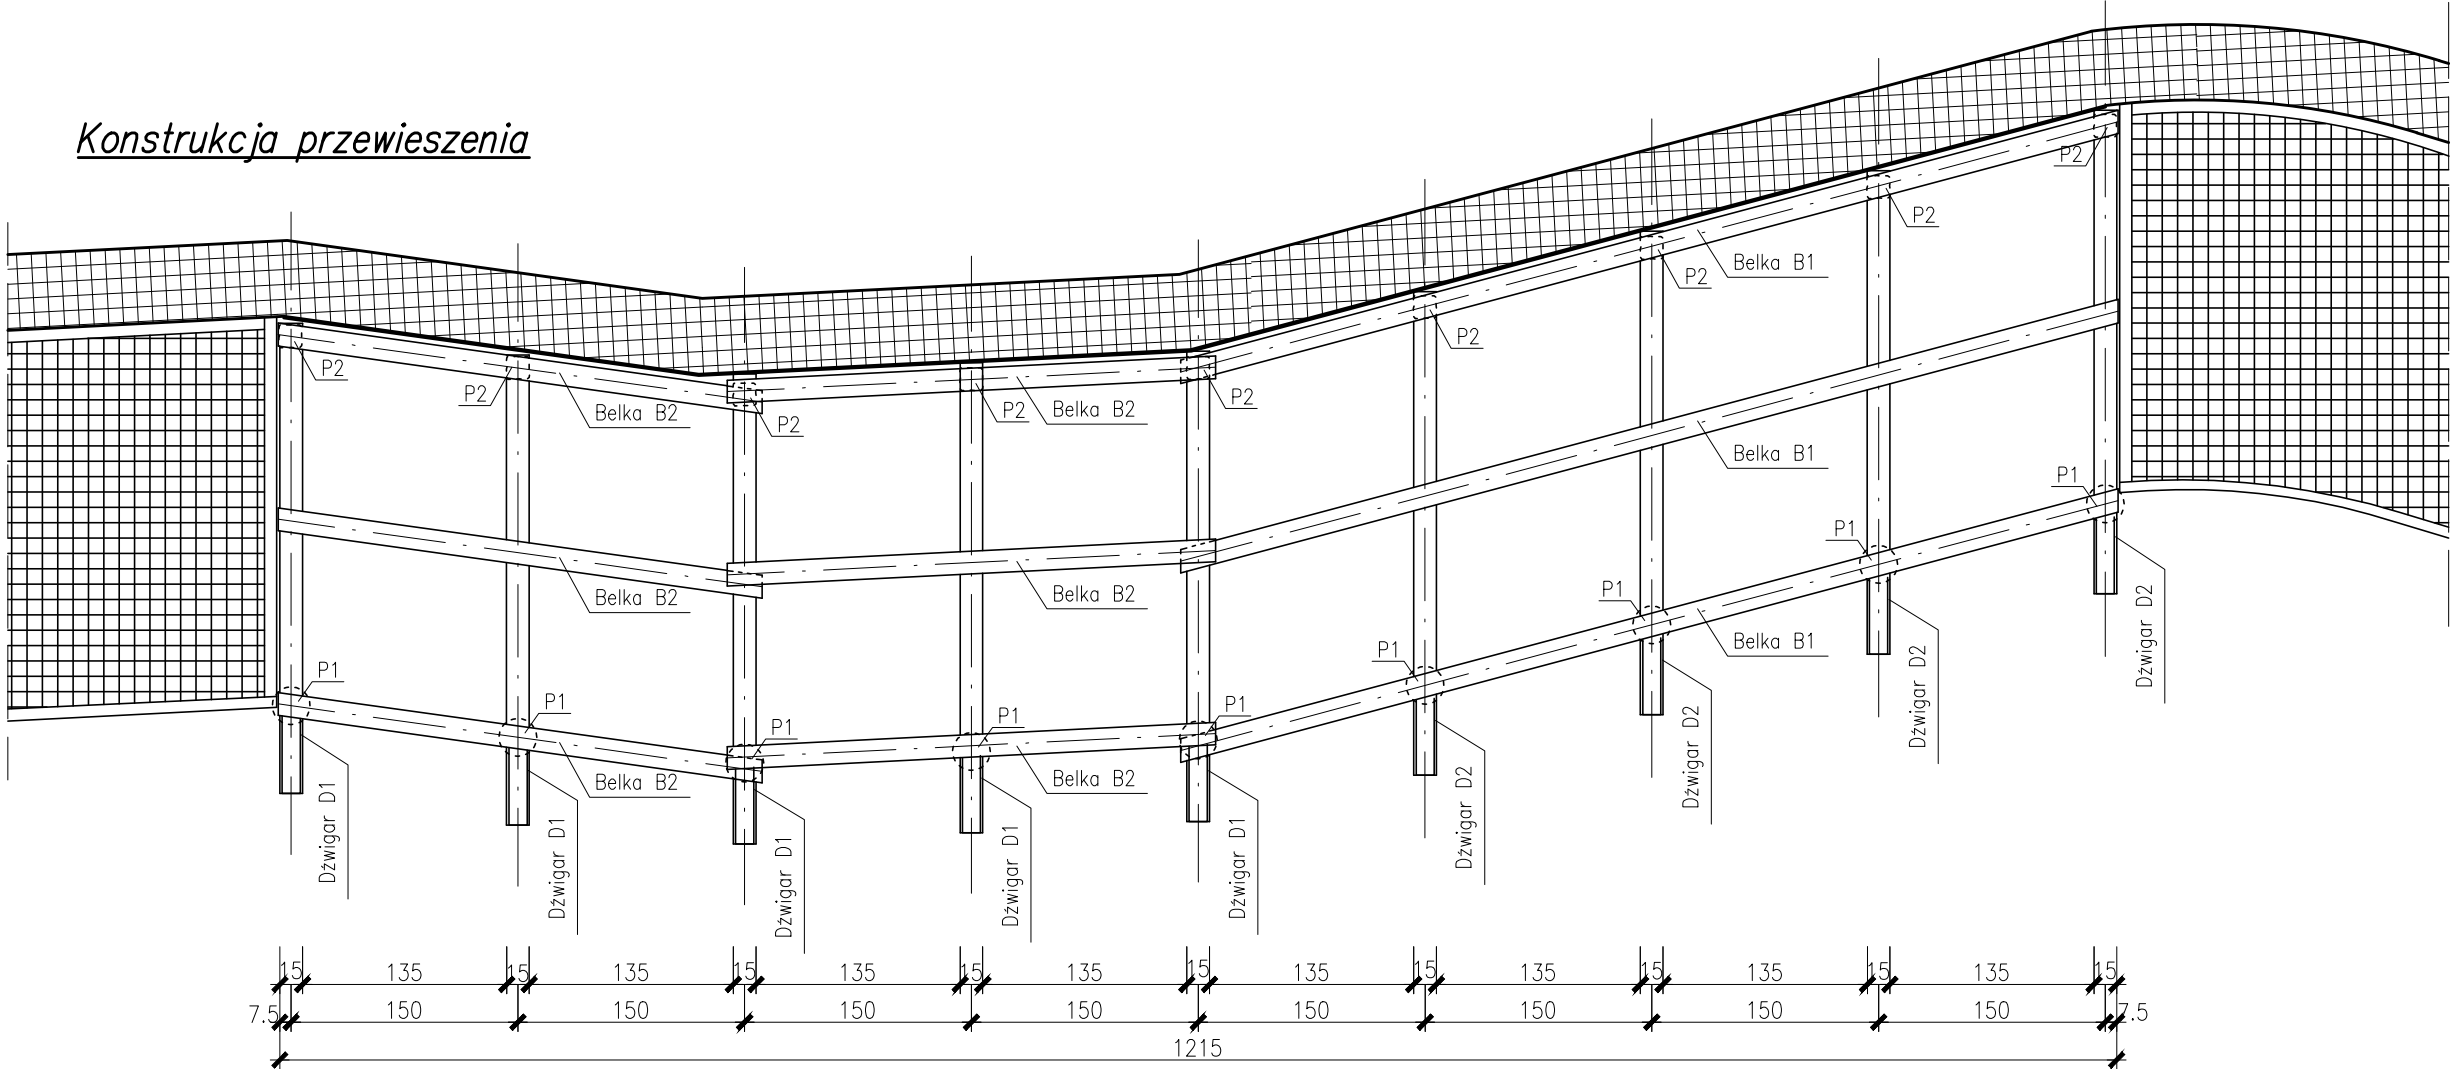 Konstrukcja przewieszenia
P2
P2
Belka B1
P2
P2
P2
P2
P2
Belka B2
P2
P2
Belka B2
P2
Belka B1
P1
P1
Belka B2
Belka B2
P1
Belka B1
P1
P1
P1
P1
P1
P1
Belka B2
Belka B2
Dźwigar D1
Dźwigar D1
Dźwigar D1
Dźwigar D1
Dźwigar D1
Dźwigar D2
Dźwigar D2
Dźwigar D2
Dźwigar D2
15 135 15 135 15 135 15 135 15 135 15 135 15 135 15 135 15
7.5 150 150 150 150 150 150 150 150 7.5
1215